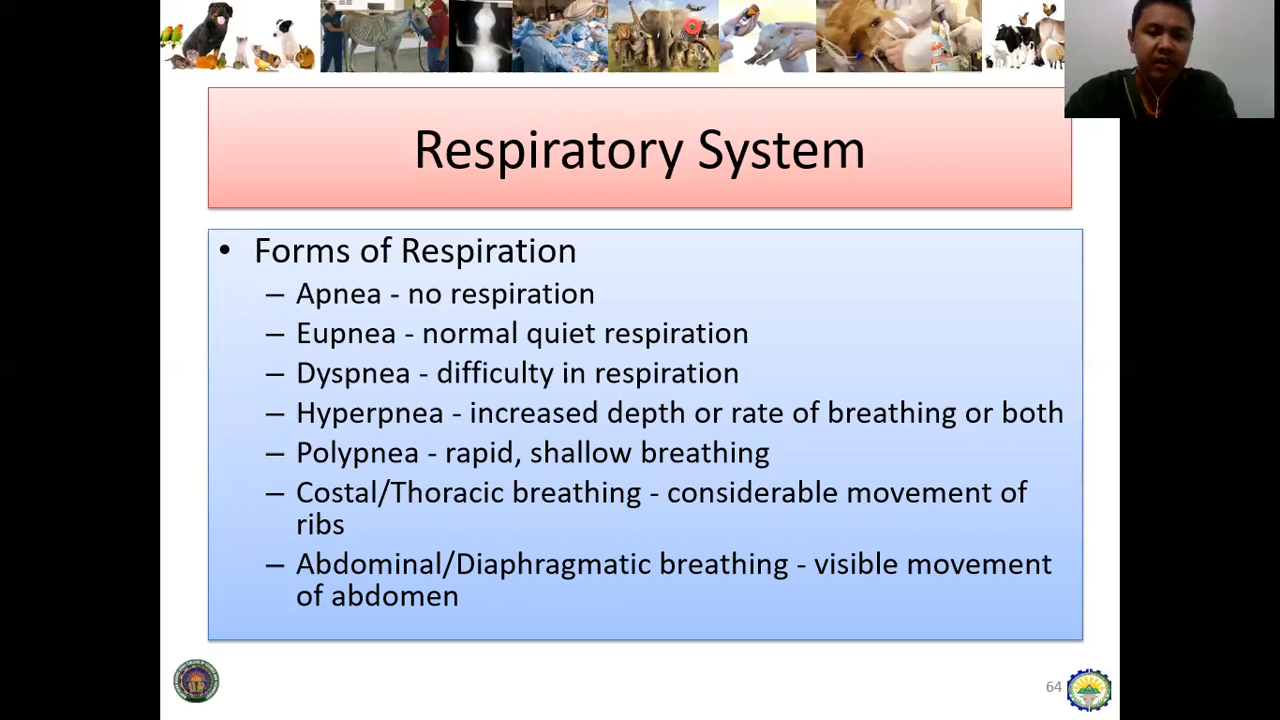 Respiratory System
• Forms of Respiration
– Apnea - no respiration
– Eupnea - normal quiet respiration
– Dyspnea - difficulty in respiration
– Hyperpnea - increased depth or rate of breathing or both
– Polypnea - rapid, shallow breathing
– Costal/Thoracic breathing - considerable movement of
ribs
– Abdominal/Diaphragmatic breathing - visible movement
of abdomen
64